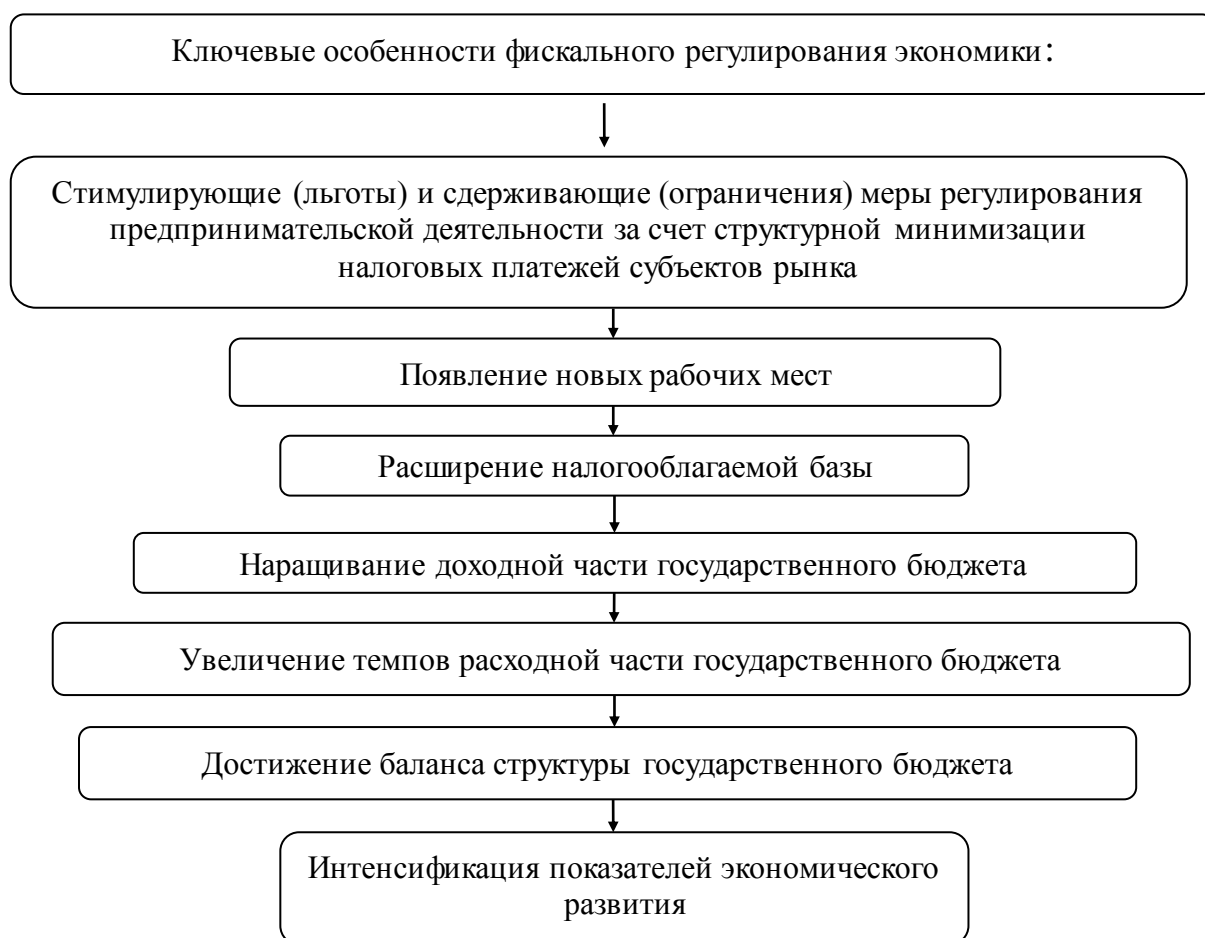 Ключевые особенности фискального регулирования экономики:
Стимулирующие (льготы) и сдерживающие (ограничения) меры регулирования
предпринимательской деятельности за счет структурной минимизации
налоговых платежей субъектов рынка
Появление новых рабочих мест
Расширение налогооблагаемой базы
Наращивание доходной части государственного бюджета
Увеличение темпов расходной части государственного бюджета
Достижение баланса структуры государственного бюджета
Интенсификация показателей экономического
развития